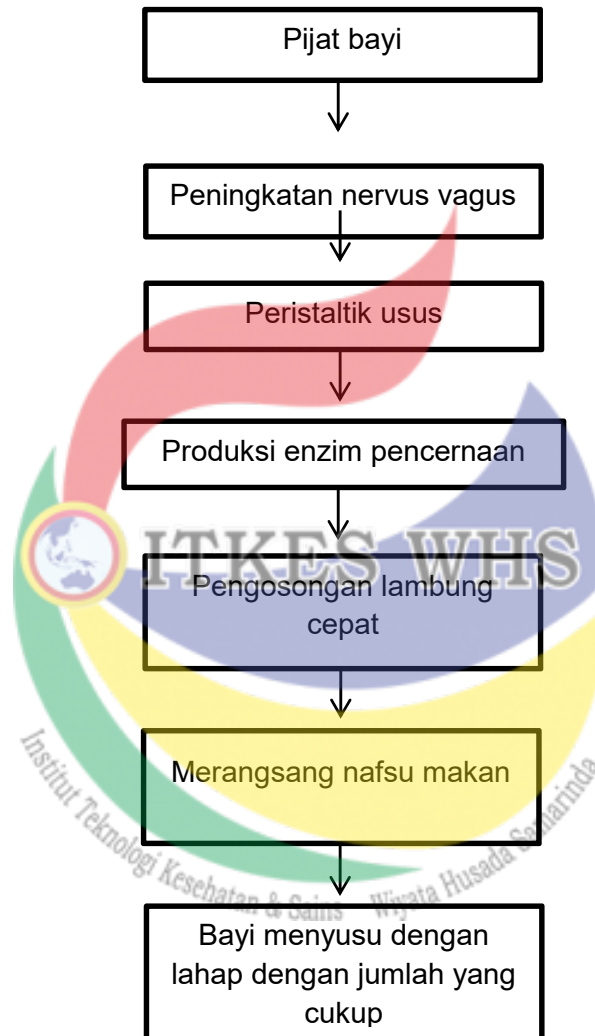 Pijat bayi
Peningkatan nervus vagus
Peristaltik usus
Produksi enzim pencernaan
ITKES WHS
Pengosongan lambung
cepat
Merangsang nafsu makan
Institut Teknologi Kesehatan & Sains Wiyata Husada Samarinda
Bayi menyusu dengan
lahap dengan jumlah yang
cukup